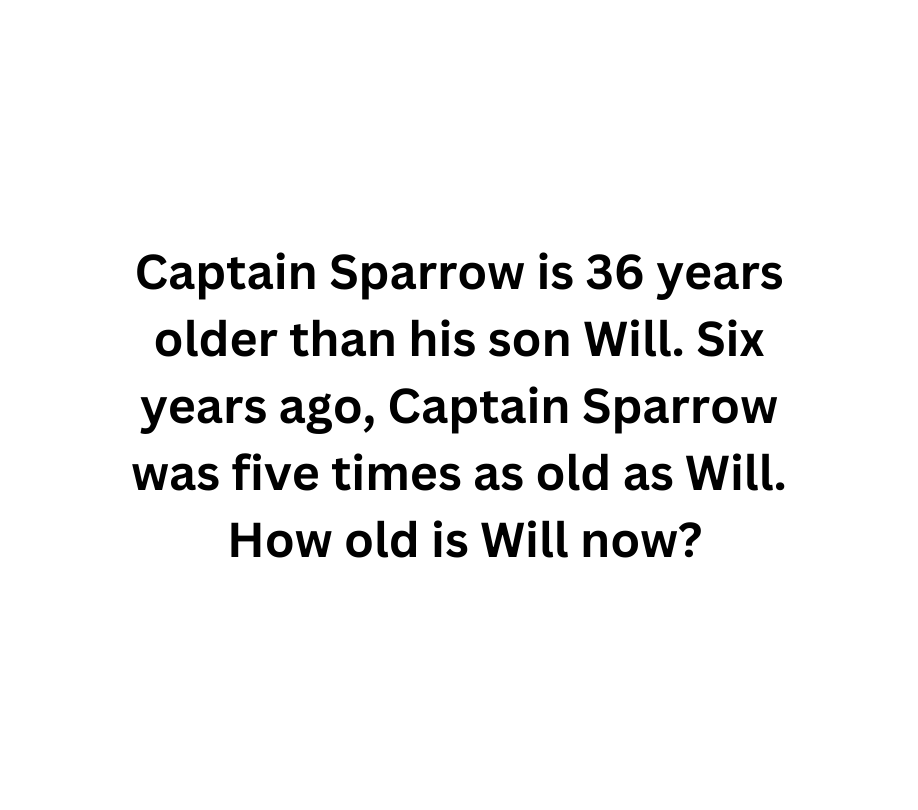 Captain Sparrow is 36 years
older than his son Will. Six
years ago, Captain Sparrow
was five times as old as Will.
How old is Will now?